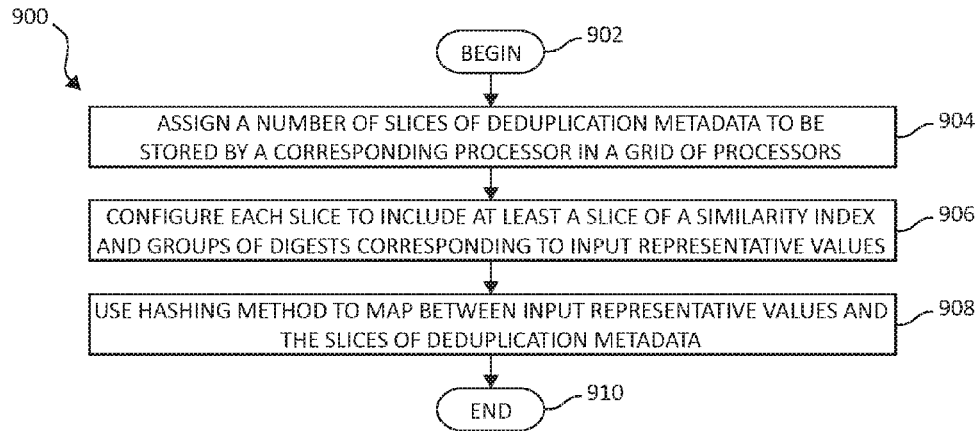 900
BEGIN
902
ASSIGN A NUMBER OF SLICES OF DEDUPLICATION METADATA TO BE
STORED BY A CORRESPONDING PROCESSOR IN A GRID OF PROCESSORS
904
CONFIGURE EACH SLICE TO INCLUDE AT LEAST A SLICE OF A SIMILARITY INDEX
AND GROUPS OF DIGESTS CORRESPONDING TO INPUT REPRESENTATIVE VALUES
906
USE HASHING METHOD TO MAP BETWEEN INPUT REPRESENTATIVE VALUES AND
THE SLICES OF DEDUPLICATION METADATA
908
END
910